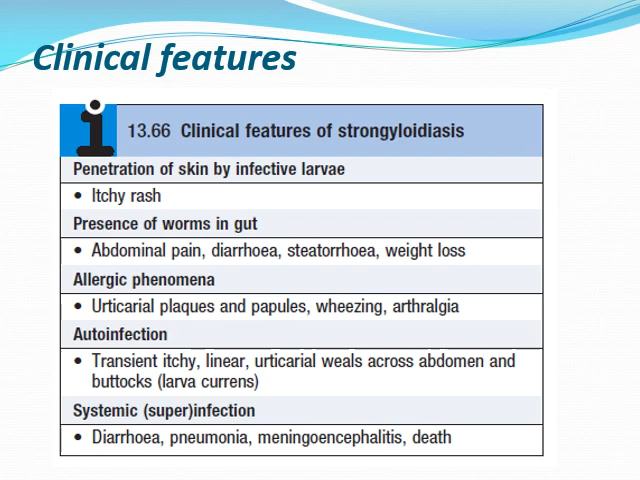 Clinical features
13.66 Clinical features of strongyloidiasis
Penetration of skin by infective larvae
• Itchy rash
Presence of worms in gut
• Abdominal pain, diarrhoea, steatorrhoea, weight loss
Allergic phenomena
• Urticarial plaques and papules, wheezing, arthralgia
Autoinfection
• Transient itchy, linear, urticarial weals across abdomen and
buttocks (larva currens)
Systemic (super)infection
• Diarrhoea, pneumonia, meningoencephalitis, death